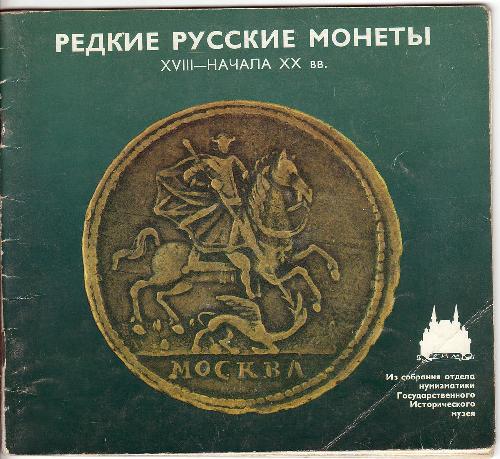 РЕДКИЕ РУССКИЕ МОНЕТЫ
XVIII—НАЧАЛА XX вв.
МОСКВА
Из собрания отдела
нумизматики
Государственного
Исторического
музея